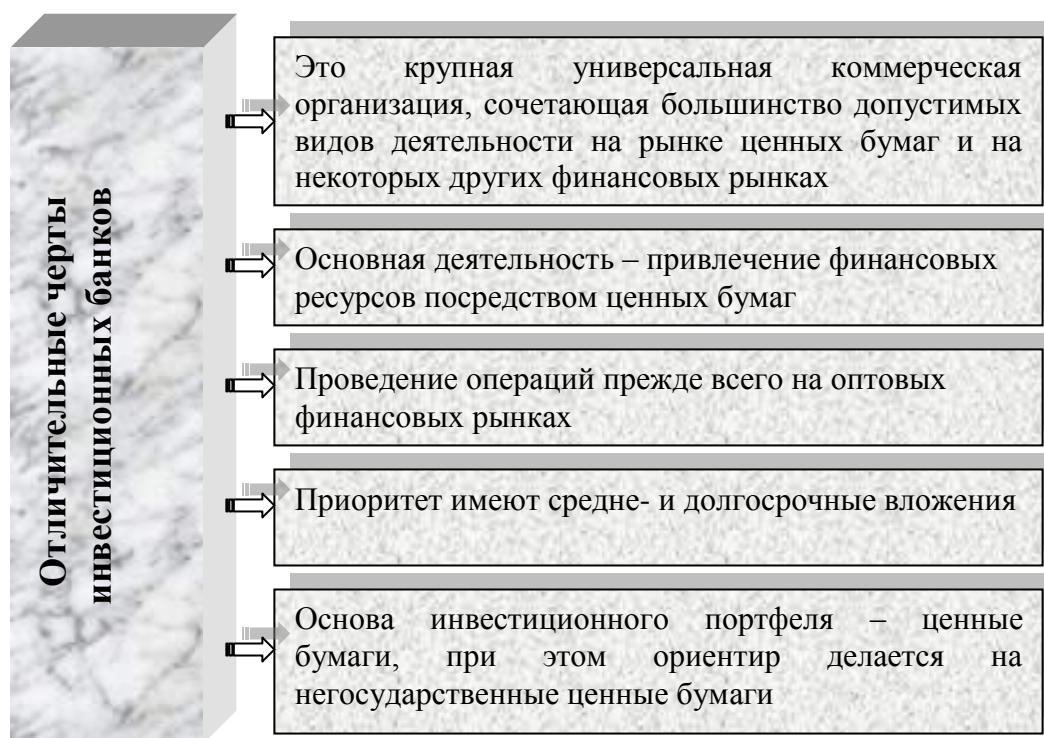 Отличительные черты
инвестиционных банков
Это крупная универсальная коммерческая
организация, сочетающая большинство допустимых
видов деятельности на рынке ценных бумаг и на
некоторых других финансовых рынках
Основная деятельность – привлечение финансовых
ресурсов посредством ценных бумаг
Проведение операций прежде всего на оптовых
финансовых рынках
Приоритет имеют средне- и долгосрочные вложения
Основа инвестиционного портфеля – ценные
бумаги, при этом ориентир делается на
негосударственные ценные бумаги